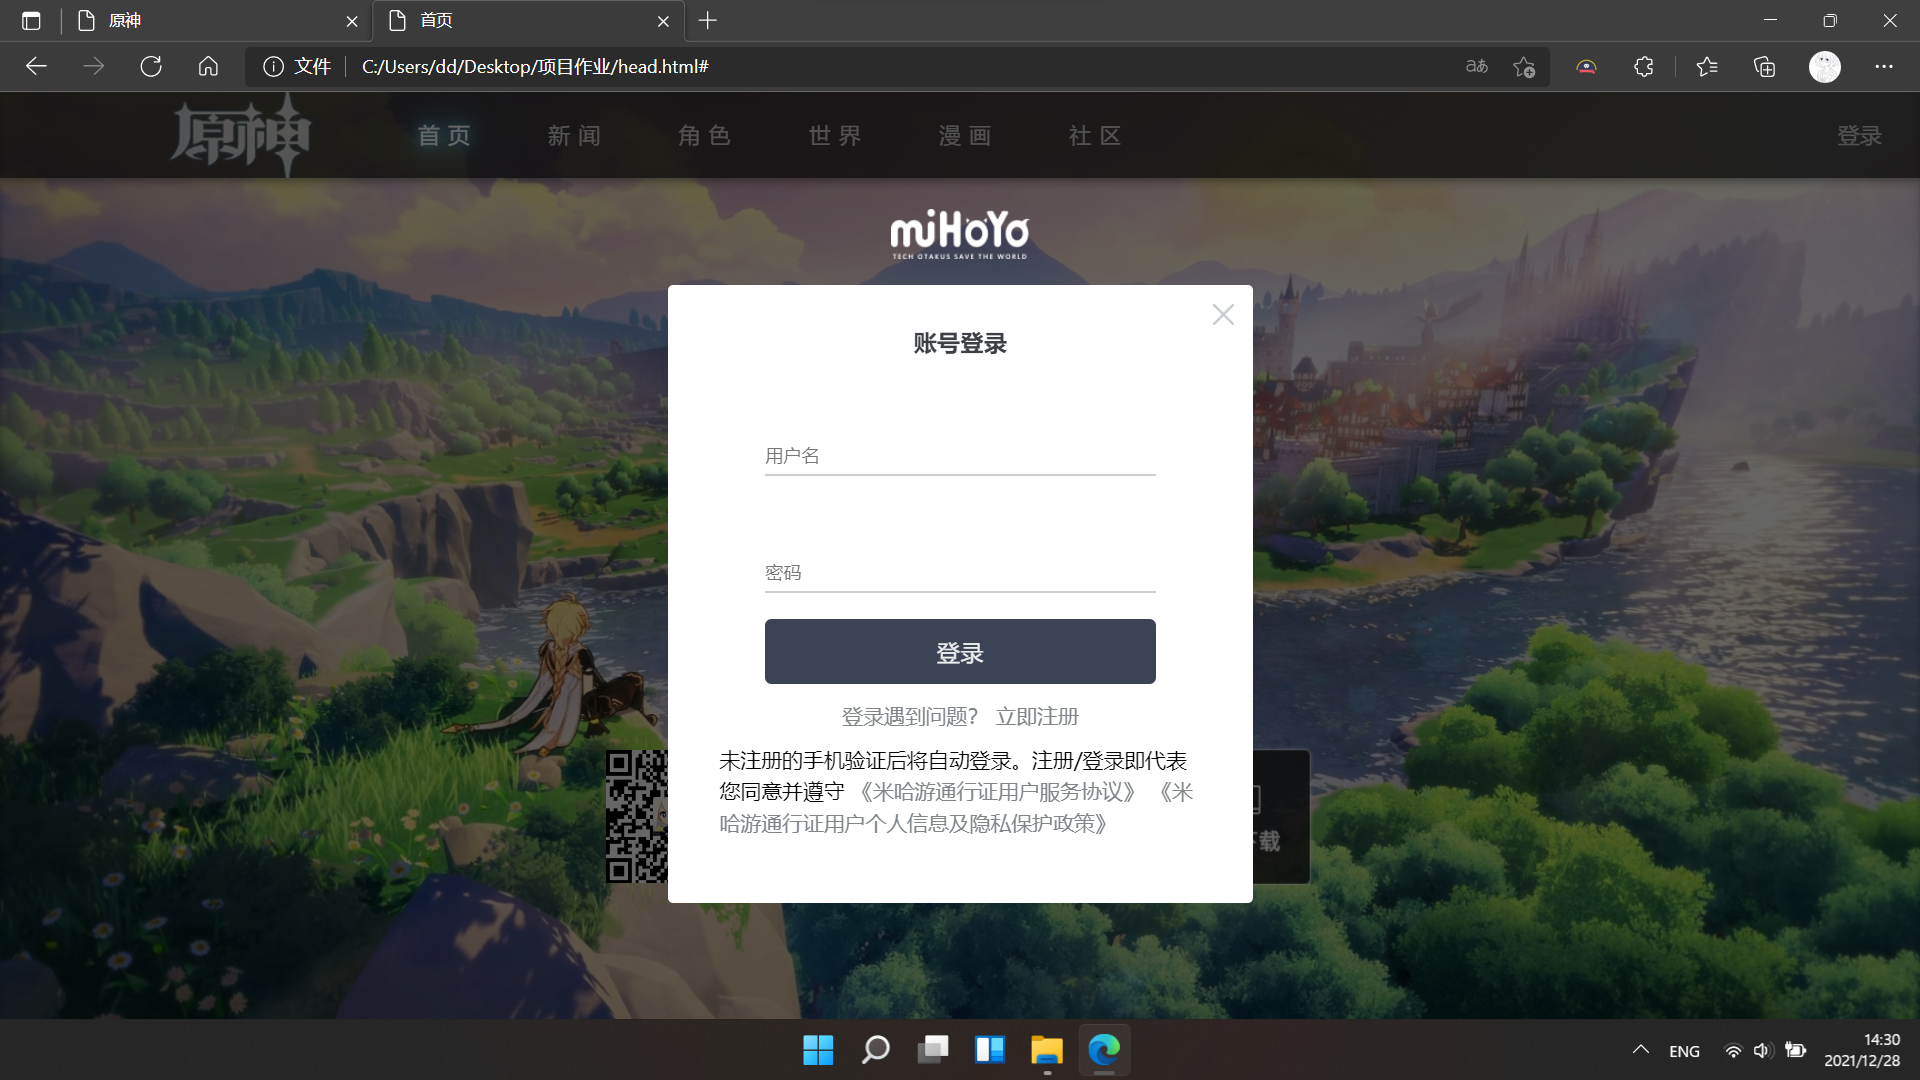 原神
首页
文件
C:/Users/dd/Desktop/项目作业/head.html#
aあ
原神
首页
新闻
角色
世界
漫画
社区
登录
miHoYo
TECH OTAKUS SAVE THE WORLD
账号登录
用户名
密码
登录
登录遇到问题? 立即注册
未注册的手机验证后将自动登录。注册/登录即代表
您同意并遵守 《米哈游通行证用户服务协议》 《米
哈游通行证用户个人信息及隐私保护政策》
载
ENG
14:30
2021/12/28